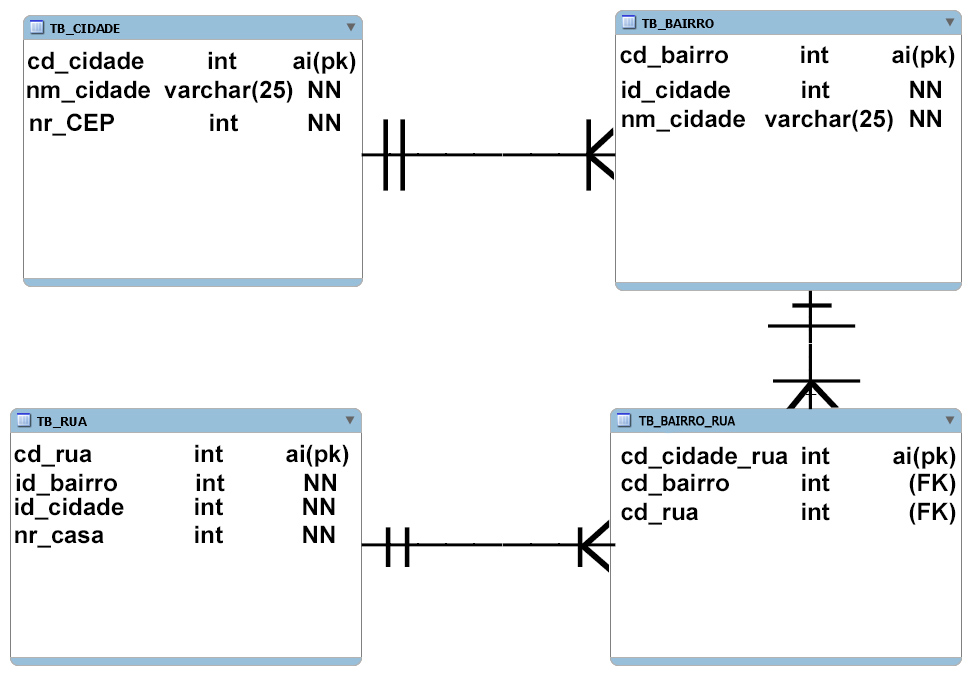 TB_CIDADE
cd_cidade int ai(pk)
nm_cidade varchar(25) NN
nr_CEP int NN
TB_BAIRRO
cd_bairro int ai(pk)
id_cidade int NN
nm_cidade varchar(25) NN
TB_RUA
cd_rua int ai(pk)
id_bairro int NN
id_cidade int NN
nr_casa int NN
TB_BAIRRO_RUA
cd_cidade_rua int ai(pk)
cd_bairro int (FK)
cd_rua int (FK)